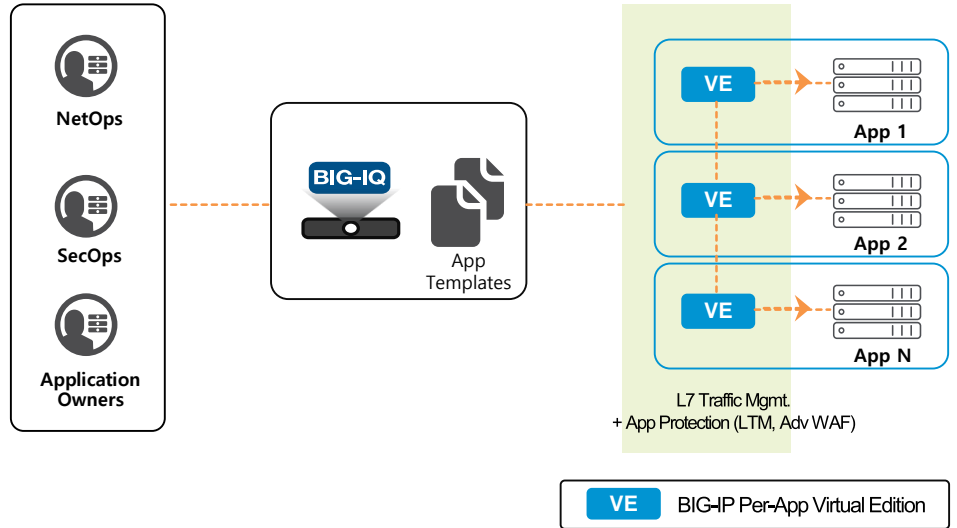 NetOps
SecOps
Application
Owners
BIG-IQ
App
Templates
VE
App 1
VE
App 2
VE
App N
L7 Traffic Mgmt.
+ App Protection (LTM, Adv WAF)
VE BIG-IP Per-App Virtual Edition